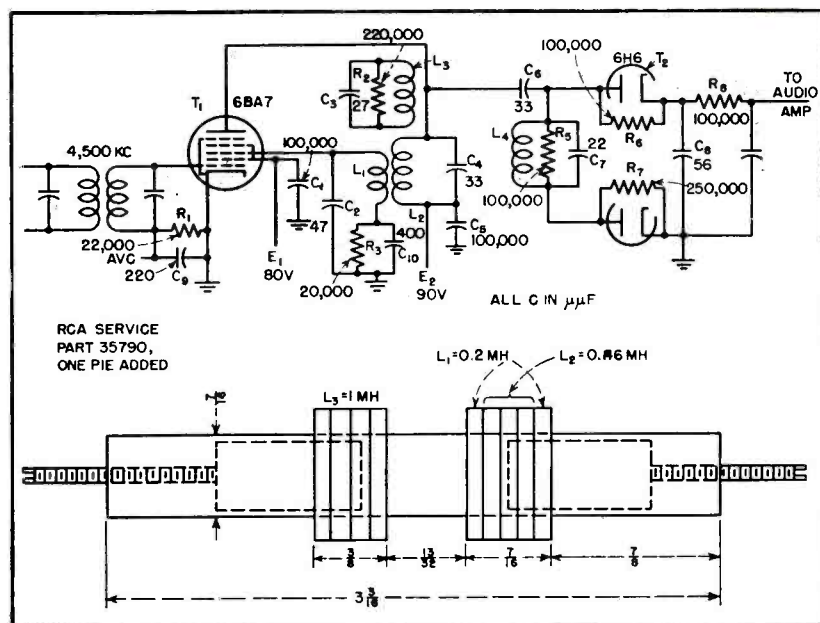 220,000
R2
L3
C3
27
T1
6BA7
4,500 KC
100,000
C1
R1
22,000
AVC
220
C9
E1
80V
C2
47
L1
L2
R3
20,000
400
C10
C4
33
C5
100,000
E2
90V
C6
33
100,000
6H6
T2
R6
R8
100,000
TO
AUDIO
AMP
L4
R5
22
C7
100,000
C8
56
R7
250,000
ALL C IN μμF
RCA SERVICE
PART 35790,
ONE PIE ADDED
L1=0.2 MH
L3=1 MH
7/16
3/8
13/32
7/16
7/8
3 3/16